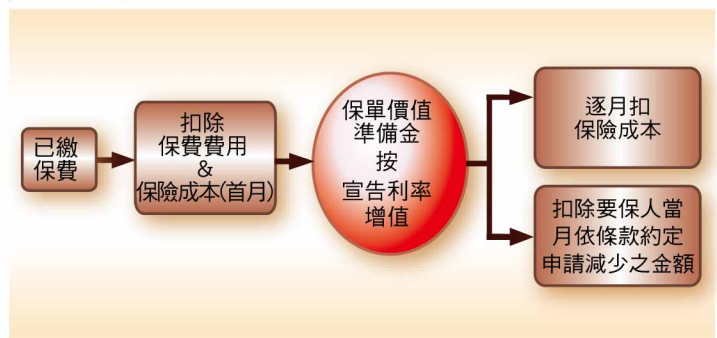 已繳
保費
扣除
保費費用
&
保險成本(首月)
保單價值
準備金
按
宣告利率
增值
逐月扣
保險成本
扣除要保人當
月依條款約定
申請減少之金額